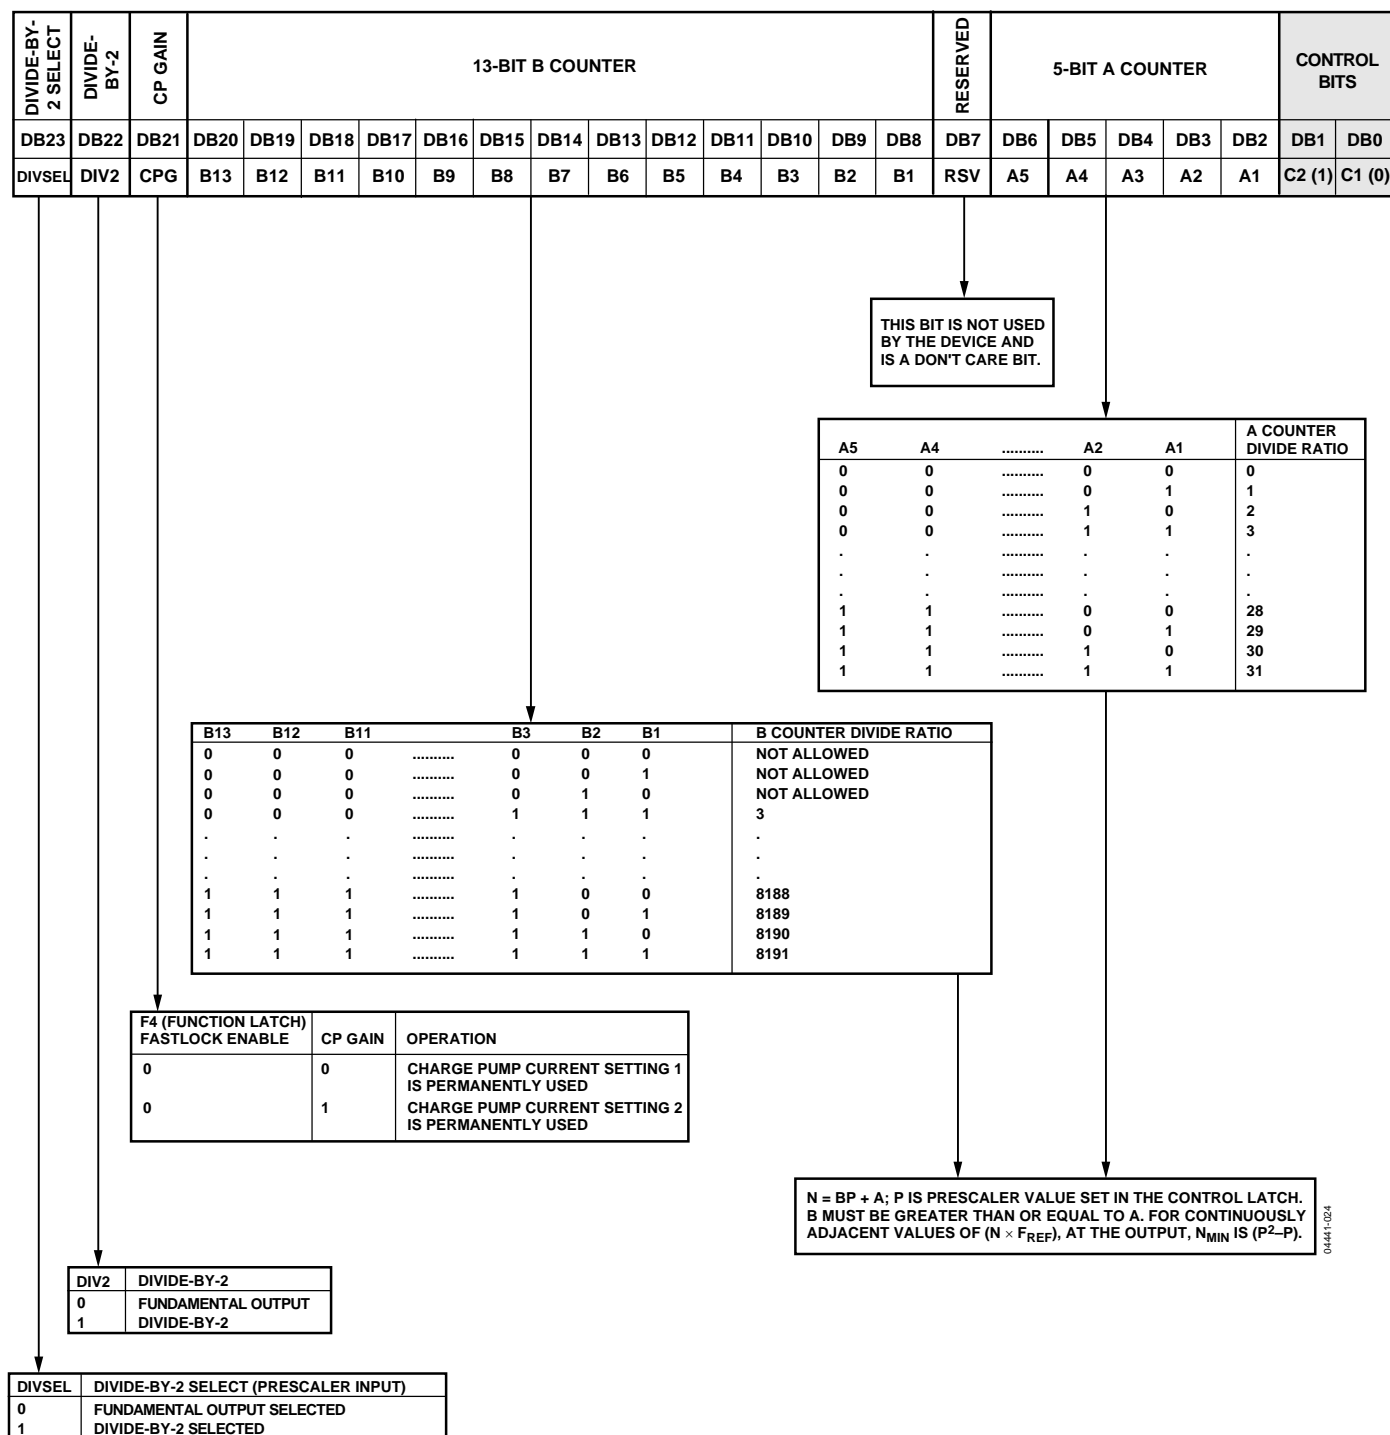 DIVIDE-BY-
2 SELECT
DIVIDE-
BY-2
CP GAIN
13-BIT B COUNTER
RESERVED
5-BIT A COUNTER
CONTROL
BITS
DB23 DB22 DB21 DB20 DB19 DB18 DB17 DB16 DB15 DB14 DB13 DB12 DB11 DB10 DB9 DB8 DB7 DB6 DB5 DB4 DB3 DB2 DB1 DB0
DIVSEL DIV2 CPG B13 B12 B11 B10 B9 B8 B7 B6 B5 B4 B3 B2 B1 RSV A5 A4 A3 A2 A1 C2 (1) C1 (0)
THIS BIT IS NOT USED
BY THE DEVICE AND
IS A DON'T CARE BIT.
A5 A4 .......... A2 A1 A COUNTER
DIVIDE RATIO
0 0 .......... 0 0 0
0 0 .......... 0 1 1
0 0 .......... 1 0 2
0 0 .......... 1 1 3
. . .......... . . .
. . .......... . . .
. . .......... . . .
1 1 .......... 0 0 28
1 1 .......... 0 1 29
1 1 .......... 1 0 30
1 1 .......... 1 1 31
B13 B12 B11 B3 B2 B1 B COUNTER DIVIDE RATIO
0 0 0 .......... 0 0 0 NOT ALLOWED
0 0 0 .......... 0 0 1 NOT ALLOWED
0 0 0 .......... 0 1 0 NOT ALLOWED
0 0 0 .......... 1 1 1 3
. . . .......... . . . .
. . . .......... . . . .
. . . .......... . . . .
1 1 1 .......... 1 0 0 8188
1 1 1 .......... 1 0 1 8189
1 1 1 .......... 1 1 0 8190
1 1 1 .......... 1 1 1 8191
F4 (FUNCTION LATCH)
FASTLOCK ENABLE CP GAIN OPERATION
0 0 CHARGE PUMP CURRENT SETTING 1
IS PERMANENTLY USED
0 1 CHARGE PUMP CURRENT SETTING 2
IS PERMANENTLY USED
N = BP + A; P IS PRESCALER VALUE SET IN THE CONTROL LATCH.
B MUST BE GREATER THAN OR EQUAL TO A. FOR CONTINUOUSLY
ADJACENT VALUES OF (N × FREF), AT THE OUTPUT, NMIN IS (P2–P).
04441-024
DIV2 DIVIDE-BY-2
0 FUNDAMENTAL OUTPUT
1 DIVIDE-BY-2
DIVSEL DIVIDE-BY-2 SELECT (PRESCALER INPUT)
0 FUNDAMENTAL OUTPUT SELECTED
1 DIVIDE-BY-2 SELECTED